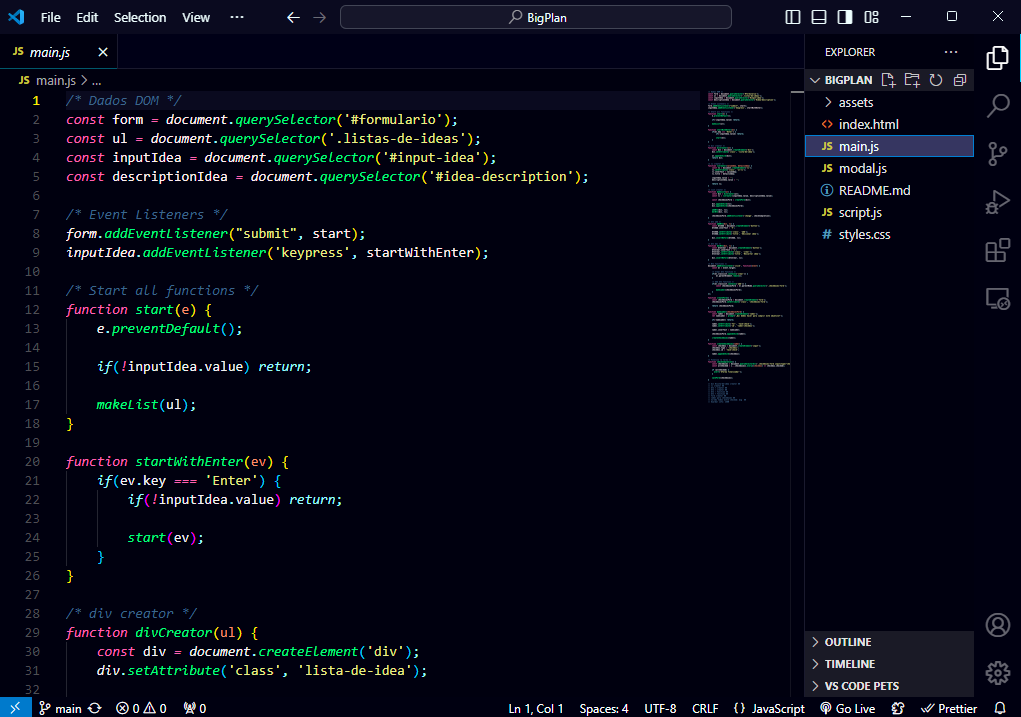 File Edit Selection View ··· BigPlan
JS main.js
JS main.js > ...
1 /* Dados DOM */
2 const form = document.querySelector('#formulario');
3 const ul = document.querySelector('.listas-de-ideas');
4 const inputIdea = document.querySelector('#input-idea');
5 const descriptionIdea = document.querySelector('#idea-description');
6
7 /* Event Listeners */
8 form.addEventListener("submit", start);
9 inputIdea.addEventListener('keypress', startWithEnter);
10
11 /* Start all functions */
12 function start(e) {
13 e.preventDefault();
14
15 if(!inputIdea.value) return;
16
17 makeList(ul);
18 }
19
20 function startWithEnter(ev) {
21 if(ev.key === 'Enter') {
22 if(!inputIdea.value) return;
23
24 start(ev);
25 }
26 }
27
28 /* div creator */
29 function divCreator(ul) {
30 const div = document.createElement('div');
31 div.setAttribute('class', 'lista-de-idea');
32
EXPLORER ···
BIGPLAN
assets
<> index.html
JS main.js
JS modal.js
README.md
JS script.js
# styles.css
OUTLINE
TIMELINE
VS CODE PETS
main 0 0 0 Ln 1, Col 1 Spaces: 4 UTF-8 CRLF {} JavaScript Go Live Prettier